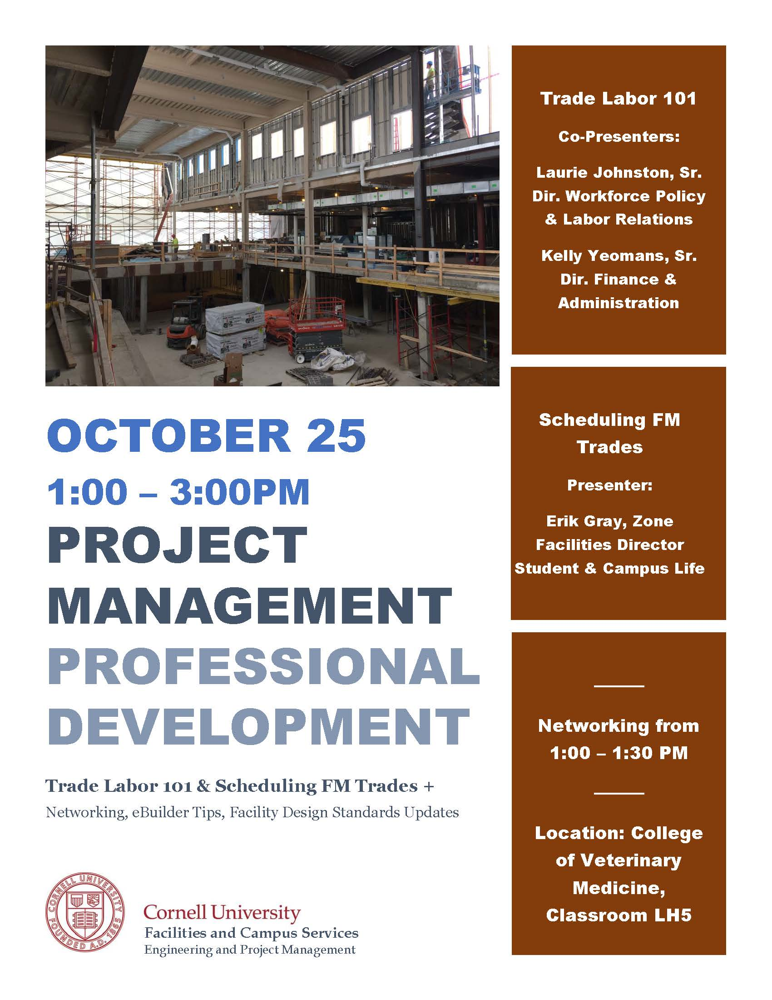 OCTOBER 25
1:00 – 3:00PM
PROJECT
MANAGEMENT
PROFESSIONAL
DEVELOPMENT
Trade Labor 101 & Scheduling FM Trades +
Networking, eBuilder Tips, Facility Design Standards Updates
CORNELL UNIVERSITY
FOUNDED A.D. 1865
Cornell University
Facilities and Campus Services
Engineering and Project Management
Trade Labor 101
Co-Presenters:
Laurie Johnston, Sr.
Dir. Workforce Policy
& Labor Relations
Kelly Yeomans, Sr.
Dir. Finance &
Administration
Scheduling FM
Trades
Presenter:
Erik Gray, Zone
Facilities Director
Student & Campus Life
Networking from
1:00 – 1:30 PM
Location: College
of Veterinary
Medicine,
Classroom LH5